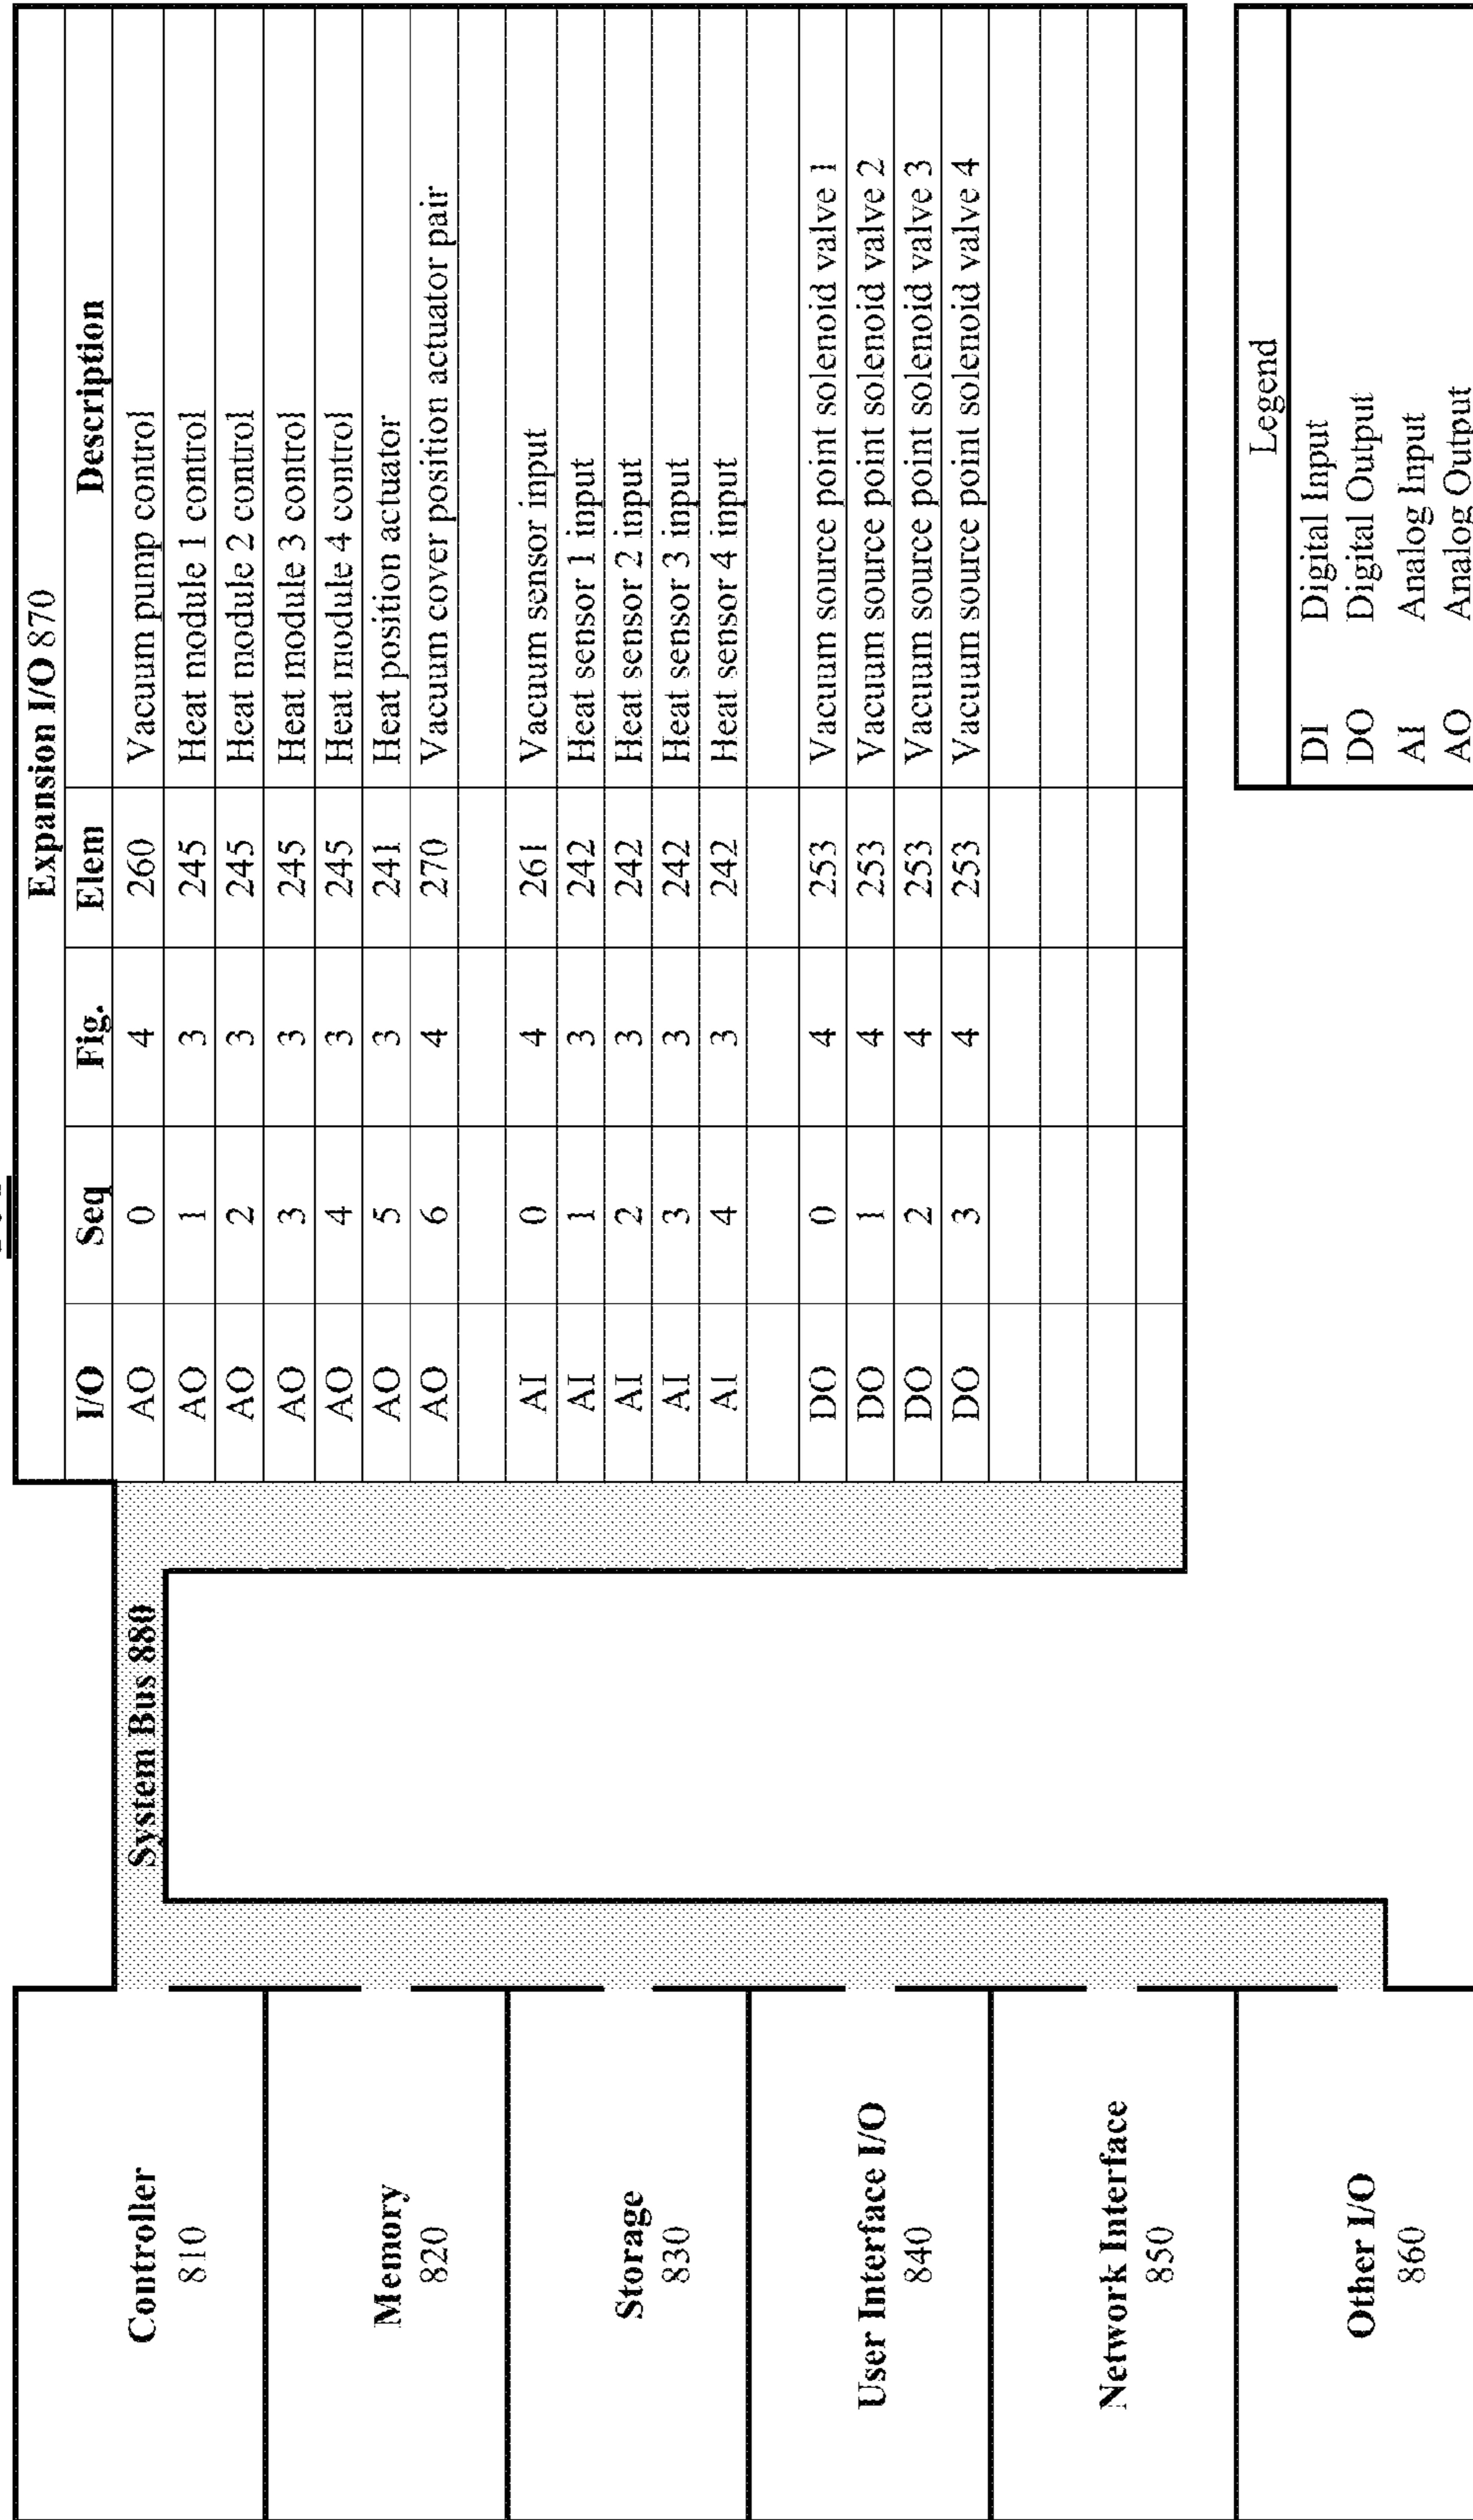 Controller
810
Memory
820
Storage
830
User Interface I/O
840
Network Interface
850
Other I/O
860
System Bus 880
Expansion I/O 870
I/O Seq Fig. Elem Description
AO 0 4 260 Vacuum pump control
AO 1 3 245 Heat module 1 control
AO 2 3 245 Heat module 2 control
AO 3 3 245 Heat module 3 control
AO 4 3 245 Heat module 4 control
AO 5 3 241 Heat position actuator
AO 6 4 270 Vacuum cover position actuator pair
AI 0 4 261 Vacuum sensor input
AI 1 3 242 Heat sensor 1 input
AI 2 3 242 Heat sensor 2 input
AI 3 3 242 Heat sensor 3 input
AI 4 3 242 Heat sensor 4 input
DO 0 4 253 Vacuum source point solenoid valve 1
DO 1 4 253 Vacuum source point solenoid valve 2
DO 2 4 253 Vacuum source point solenoid valve 3
DO 3 4 253 Vacuum source point solenoid valve 4
Legend
DI Digital Input
DO Digital Output
AI Analog Input
AO Analog Output